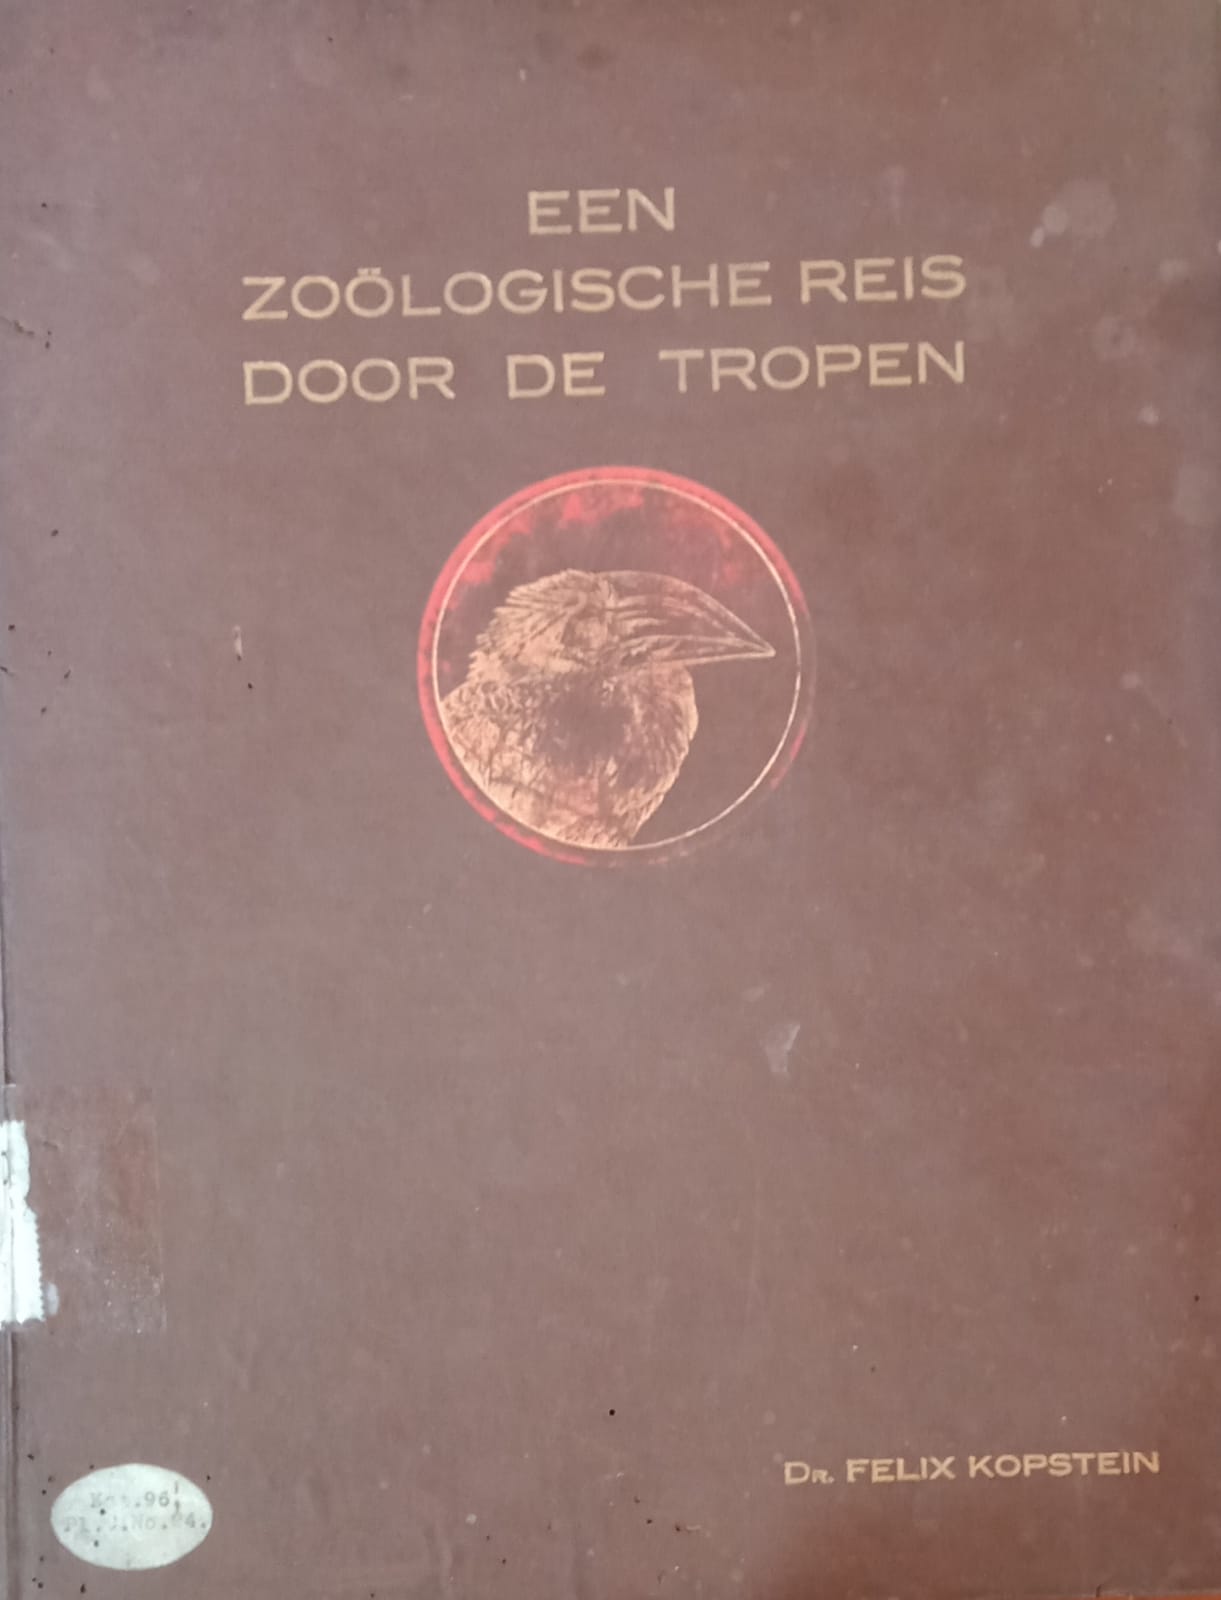 EEN
ZOÖLOGISCHE REIS
DOOR DE TROPEN
DR. FELIX KOPSTEIN